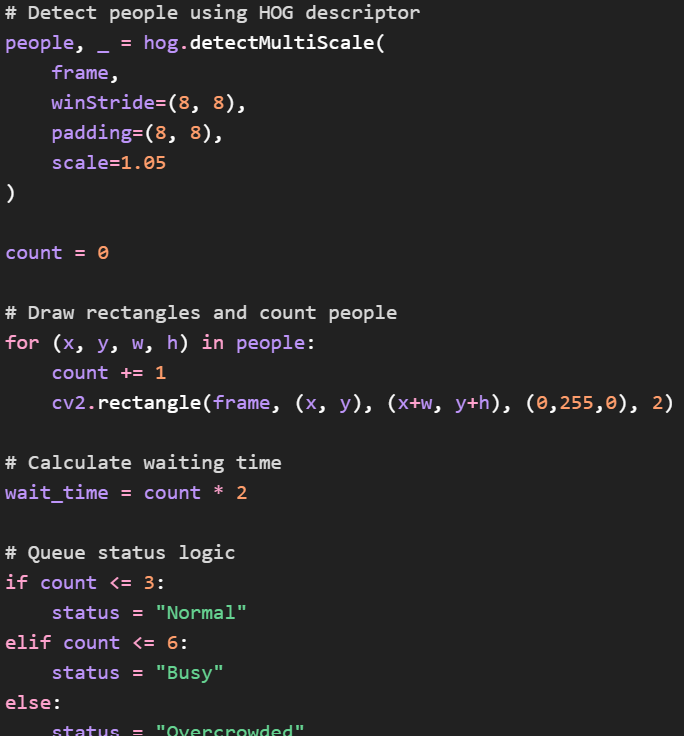 # Detect people using HOG descriptor
people, _ = hog.detectMultiScale(
    frame,
    winStride=(8, 8),
    padding=(8, 8),
    scale=1.05
)

count = 0

# Draw rectangles and count people
for (x, y, w, h) in people:
    count += 1
    cv2.rectangle(frame, (x, y), (x+w, y+h), (0,255,0), 2)

# Calculate waiting time
wait_time = count * 2

# Queue status logic
if count <= 3:
    status = "Normal"
elif count <= 6:
    status = "Busy"
else:
    status = "Overcrowded"